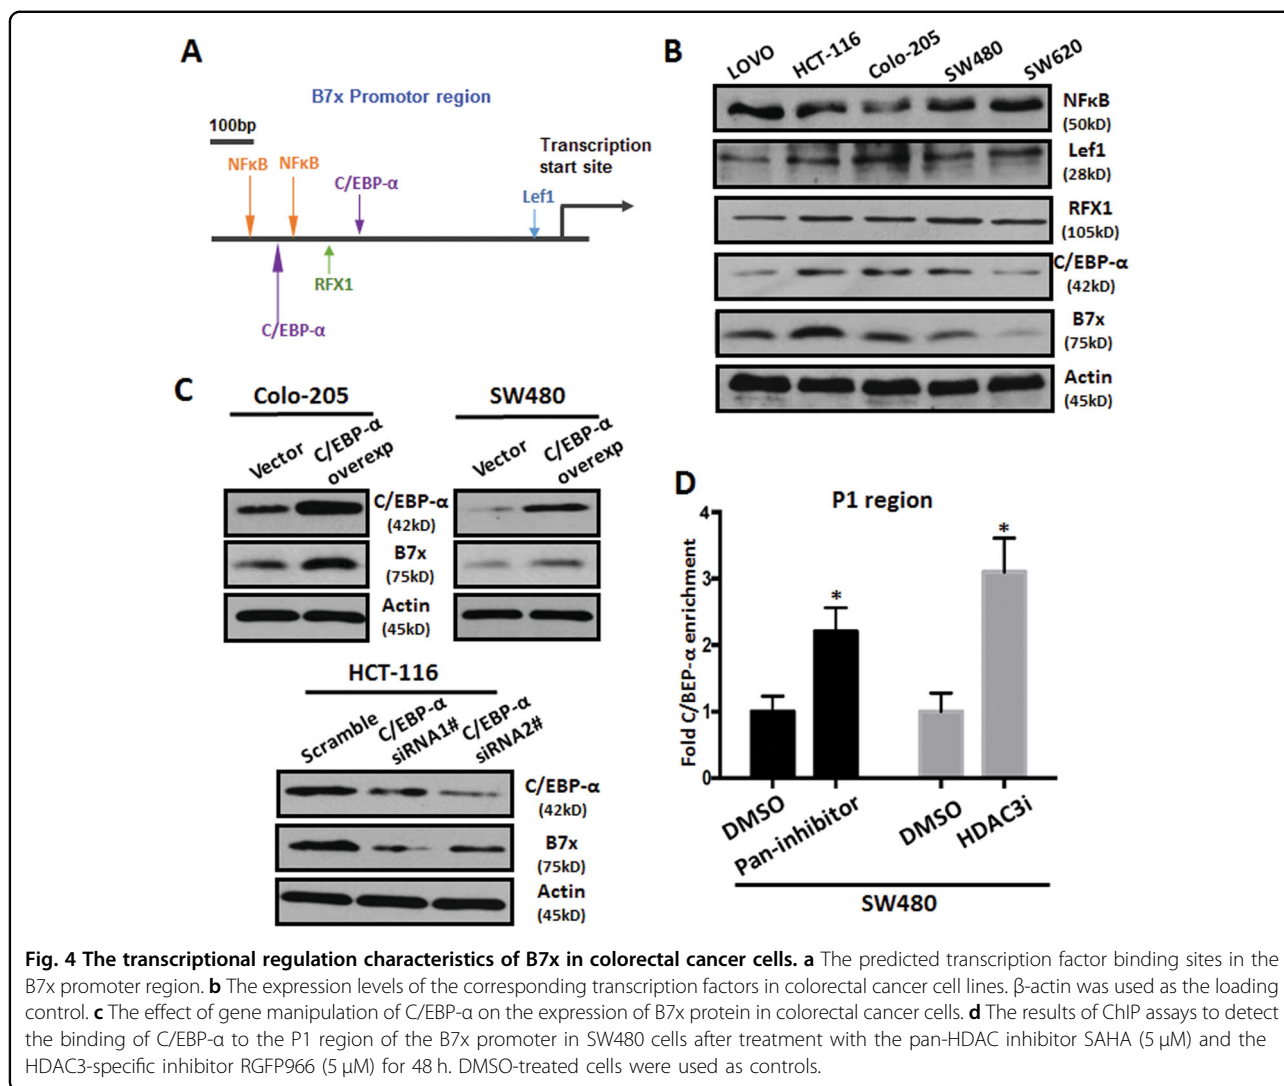 A
B7x Promotor region
100bp
NFκB
NFκB
C/EBP-α
Transcription
start site
Lef1
RFX1
C/EBP-α
B
LOVO
HCT-116
Colo-205
SW480
SW620
NFκB
(50kD)
Lef1
(28kD)
RFX1
(105kD)
C/EBP-α
(42kD)
B7x
(75kD)
Actin
(45kD)
C
Colo-205
SW480
Vector
C/EBP-α
overexp
Vector
C/EBP-α
overexp
C/EBP-α
(42kD)
B7x
(75kD)
Actin
(45kD)
HCT-116
Scramble
C/EBP-α
siRNA1#
C/EBP-α
siRNA2#
C/EBP-α
(42kD)
B7x
(75kD)
Actin
(45kD)
D
P1 region
Fold C/BEP-α enrichment
4
3
2
1
0
*
*
DMSO
Pan-inhibitor
DMSO
HDAC3i
SW480
Fig. 4 The transcriptional regulation characteristics of B7x in colorectal cancer cells. a The predicted transcription factor binding sites in the
B7x promoter region. b The expression levels of the corresponding transcription factors in colorectal cancer cell lines. β-actin was used as the loading
control. c The effect of gene manipulation of C/EBP-α on the expression of B7x protein in colorectal cancer cells. d The results of ChIP assays to detect
the binding of C/EBP-α to the P1 region of the B7x promoter in SW480 cells after treatment with the pan-HDAC inhibitor SAHA (5 μM) and the
HDAC3-specific inhibitor RGFP966 (5 μM) for 48 h. DMSO-treated cells were used as controls.